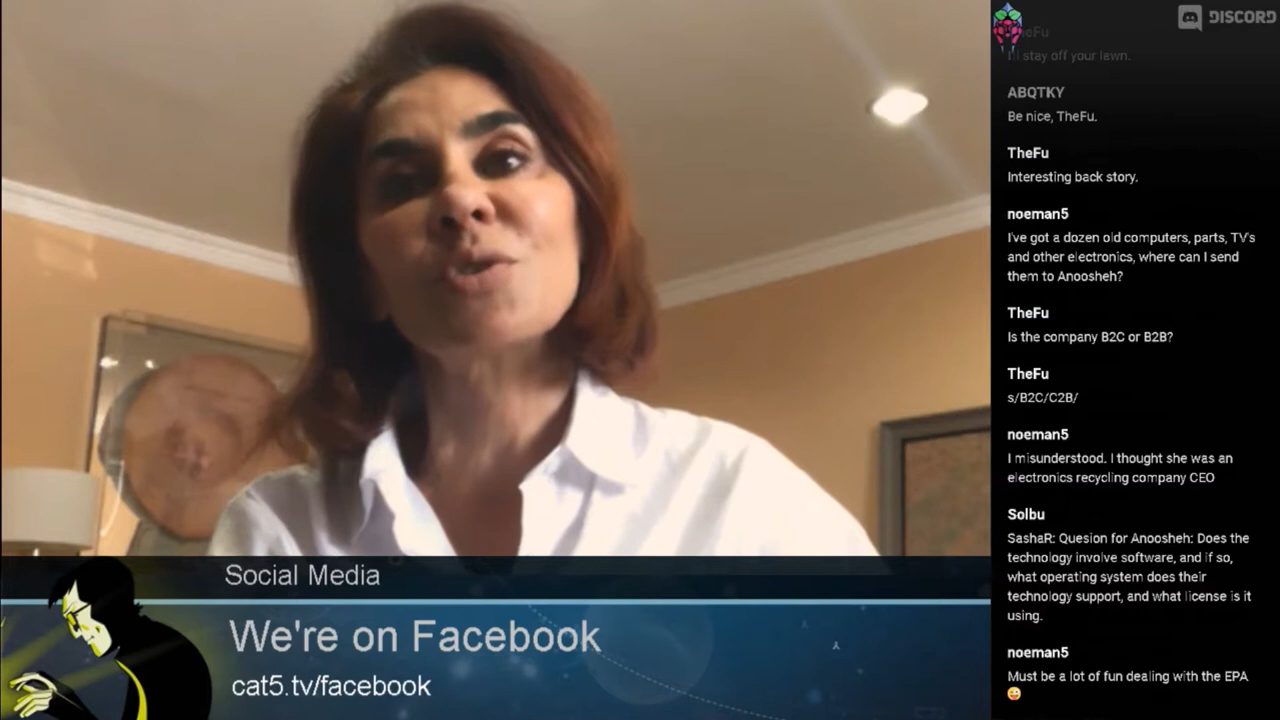 DISCORD
TheFu
I'll stay off your lawn.
ABQTKY
Be nice, TheFu.
TheFu
Interesting back story.
noeman5
I've got a dozen old computers, parts, TV's
and other electronics, where can I send
them to Anoosheh?
TheFu
Is the company B2C or B2B?
TheFu
s/B2C/C2B/
noeman5
I misunderstood. I thought she was an
electronics recycling company CEO
Solbu
SashaR: Quesion for Anoosheh: Does the
technology involve software, and if so,
what operating system does their
technology support, and what license is it
using.
noeman5
Must be a lot of fun dealing with the EPA
😜
Social Media
We're on Facebook
cat5.tv/facebook